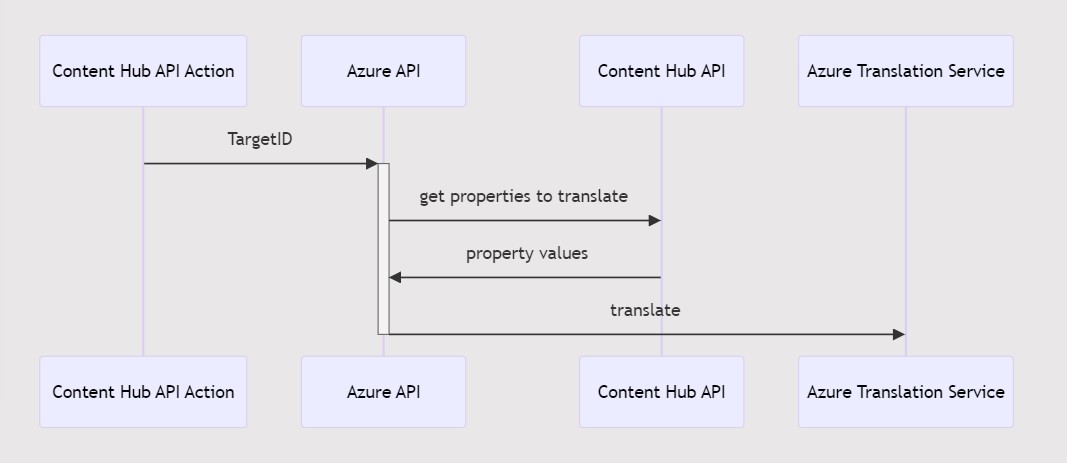 Content Hub API Action
Azure API
Content Hub API
Azure Translation Service
TargetID
get properties to translate
property values
translate
Content Hub API Action
Azure API
Content Hub API
Azure Translation Service